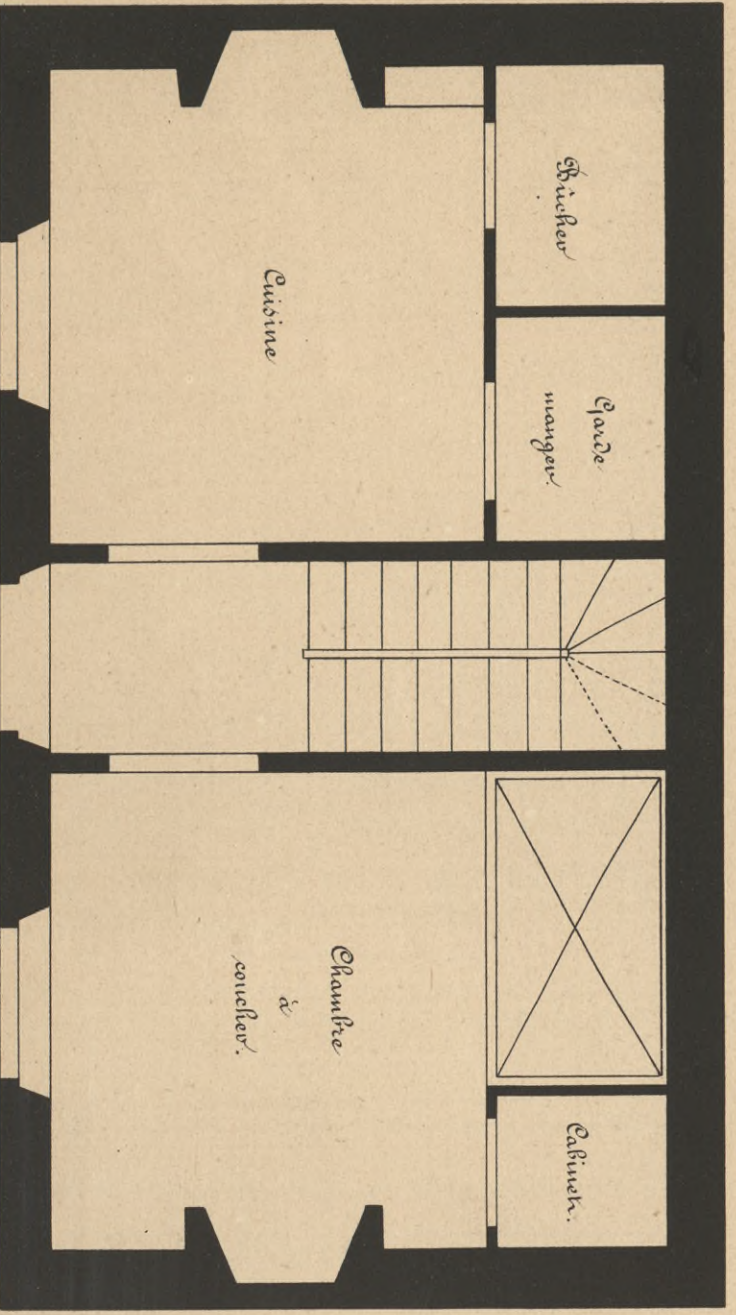 Bûcher
Garde
manger.
Cuisine
Chambre
à
coucher.
Cabinet.